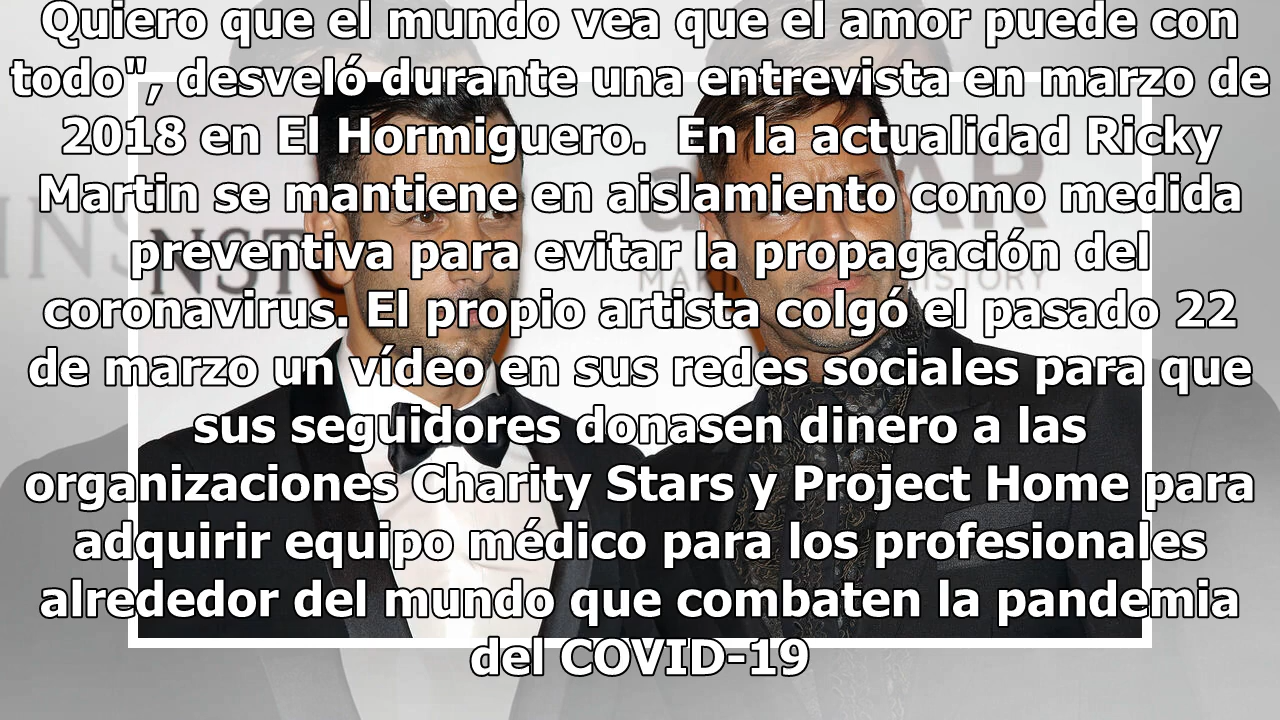 Quiero que el mundo vea que el amor puede con
todo", desveló durante una entrevista en marzo de
2018 en El Hormiguero.  En la actualidad Ricky
Martin se mantiene en aislamiento como medida
preventiva para evitar la propagación del
coronavirus. El propio artista colgó el pasado 22
de marzo un vídeo en sus redes sociales para que
sus seguidores donasen dinero a las
organizaciones Charity Stars y Project Home para
adquirir equipo médico para los profesionales
alrededor del mundo que combaten la pandemia
del COVID-19